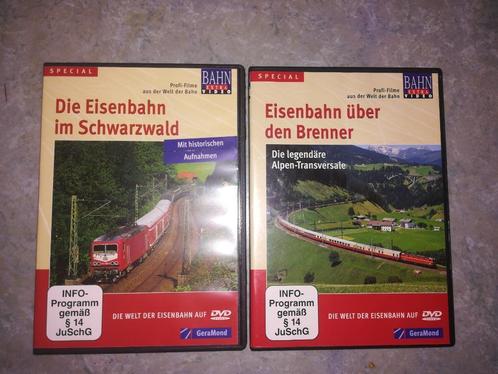 SPECIAL
Profi-Filme
aus der Welt der Bahn
BAHN
EXTRA
VIDEO
Die Eisenbahn
im Schwarzwald
Mit historischen
Aufnahmen
INFO-
Programm
gemäß
§ 14
JuSchG
DIE WELT DER EISENBAHN AUF DVD
GeraMond
SPECIAL
Profi-Filme
aus der Welt der Bahn
BAHN
EXTRA
VIDEO
Eisenbahn über
den Brenner
Die legendäre
Alpen-Transversale
INFO-
Programm
gemäß
§ 14
JuSchG
DIE WELT DER EISENBAHN AUF DVD
GeraMond